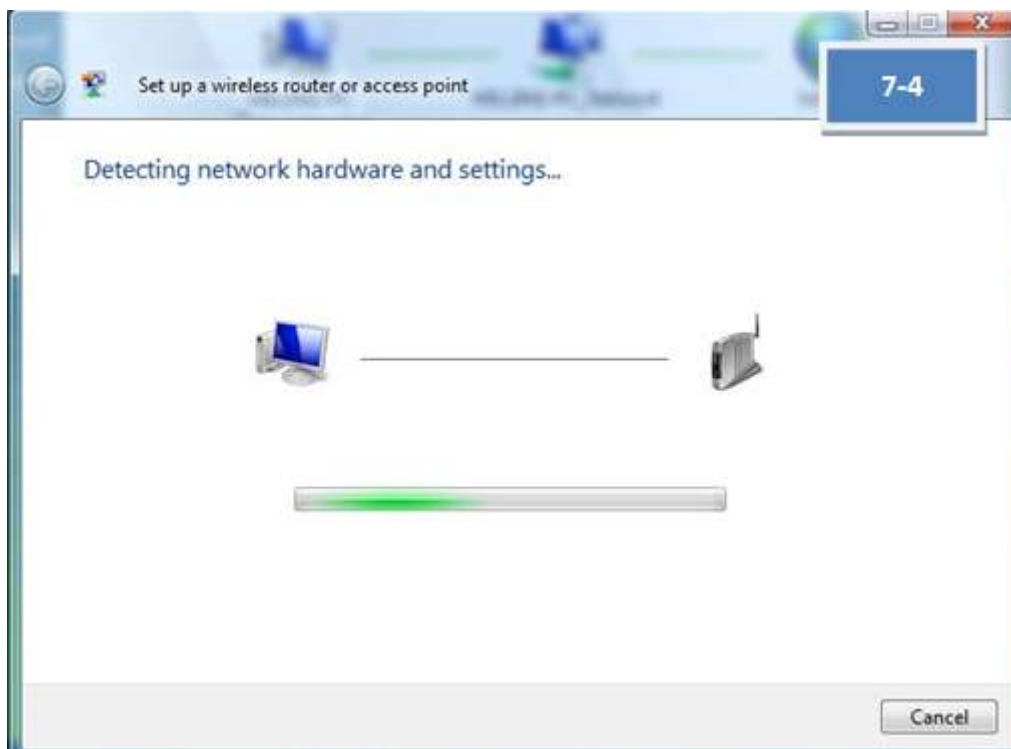 Set up a wireless router or access point
7-4
Detecting network hardware and settings...
Cancel